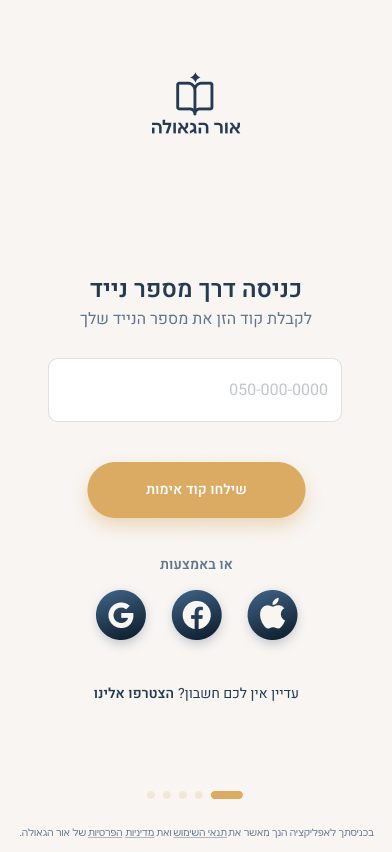 אור הגאולה
כניסה דרך מספר נייד
לקבלת קוד הזן את מספר הנייד שלך
050-000-0000
שילחו קוד אימות
או באמצעות
עדיין אין לכם חשבון? הצטרפו אלינו
בכניסתך לאפליקציה הנך מאשר את תנאי השימוש ואת מדיניות הפרטיות של אור הגאולה.